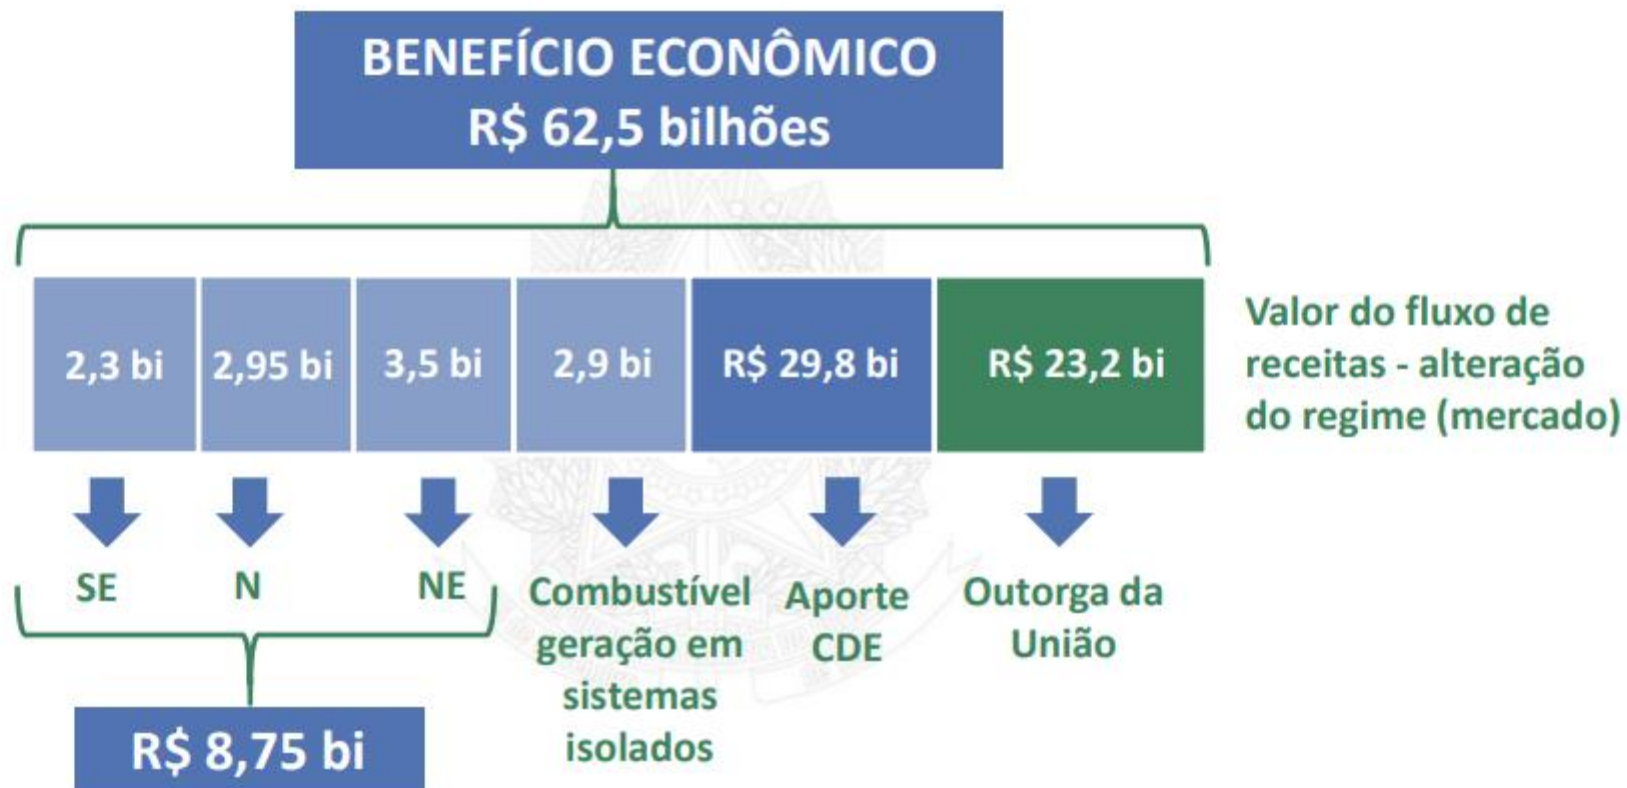 BENEFÍCIO ECONÔMICO
R$ 62,5 bilhões
2,3 bi
2,95 bi
3,5 bi
2,9 bi
R$ 29,8 bi
R$ 23,2 bi
Valor do fluxo de
receitas - alteração
do regime (mercado)
SE
N
NE
Combustível
geração em
sistemas
isolados
Aporte
CDE
Outorga da
União
R$ 8,75 bi